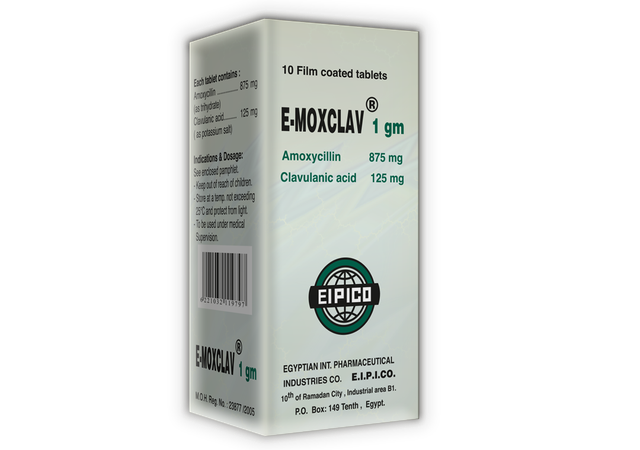 Each tablet contains :
Amoxycillin .......... 875 mg
(as trihydrate)
Clavulanic acid...... 125 mg
( as potassium salt)
Indications & Dosage:
See enclosed pamphlet.
- Keep out of reach of children.
- Store at a temp. not exceeding
25°C and protect from light.
- To be used under medical
Supervision.
E-MOXCLAV® 1 gm
M.O.H. Reg. No. : 23877 /2005
10 Film coated tablets
E-MOXCLAV® 1 gm
Amoxycillin 875 mg
Clavulanic acid 125 mg
EIPICO
EGYPTIAN INT. PHARMACEUTICAL
INDUSTRIES CO. E.I.P.I.CO.
10th of Ramadan City , Industrial area B1.
P.O. Box: 149 Tenth , Egypt.